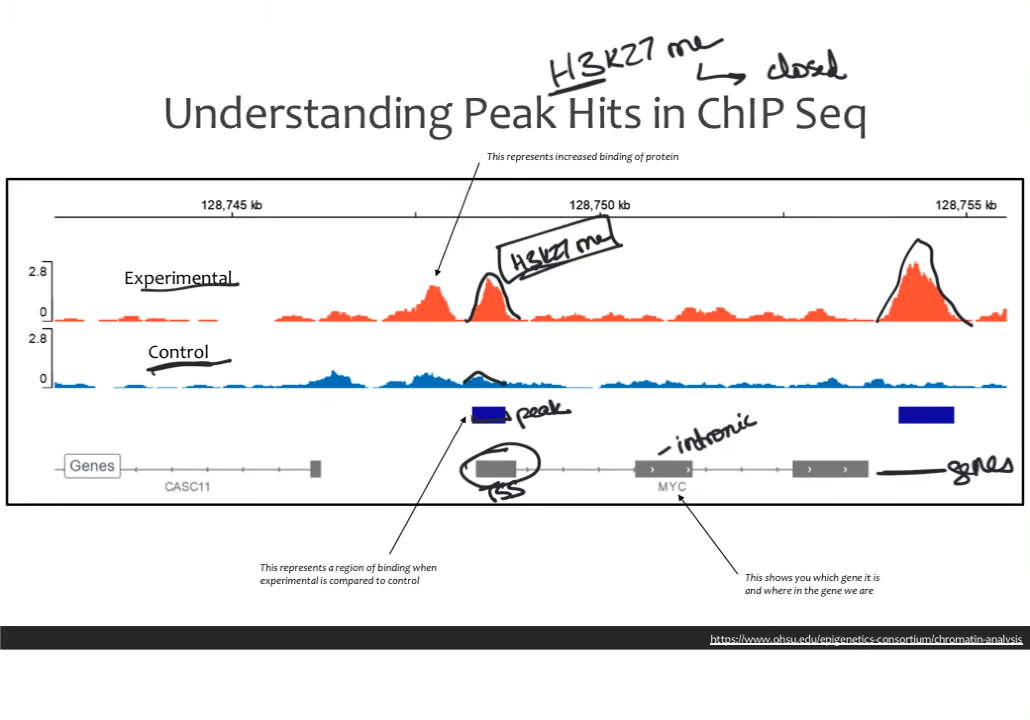 H3K27 me
↳ closed
Understanding Peak Hits in ChIP Seq
This represents increased binding of protein
128,745 kb 128,750 kb 128,755 kb
H3K27 me
2.8
Experimental
0
2.8
Control
0
peak
intronic
Genes
genes
CASC11
TSS
MYC
This represents a region of binding when
experimental is compared to control
This shows you which gene it is
and where in the gene we are
https://www.ohsu.edu/epigenetics-consortium/chromatin-analysis